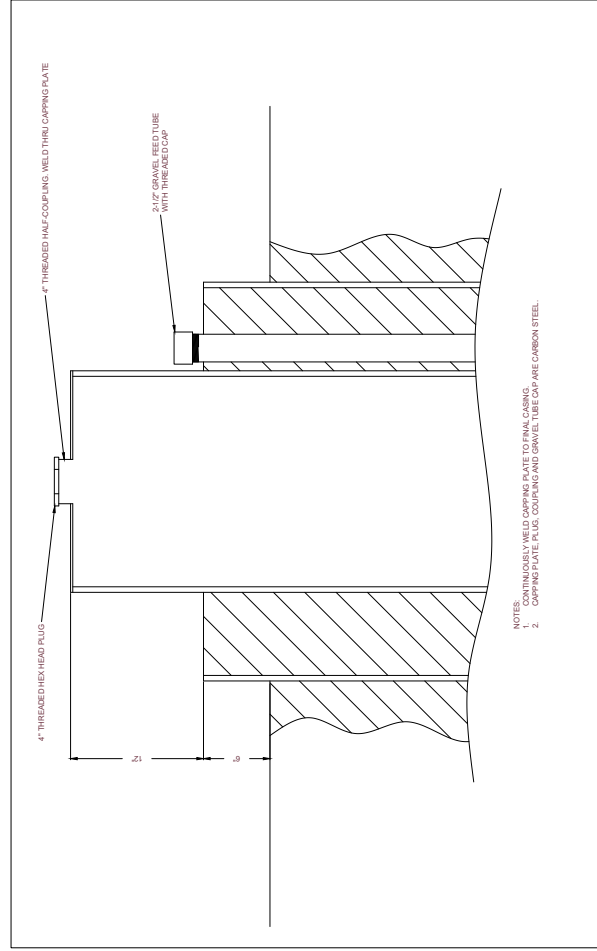 4" THREADED HALF-COUPLING. WELD THRU CAPPING PLATE
4" THREADED HEX HEAD PLUG
2-1/2" GRAVEL FEED TUBE
WITH THREADED CAP
12"
6"
NOTES:
1. CONTINUOUSLY WELD CAPPING PLATE TO FINAL CASING.
2. CAPPING PLATE, PLUG, COUPLING AND GRAVEL TUBE CAP ARE CARBON STEEL.